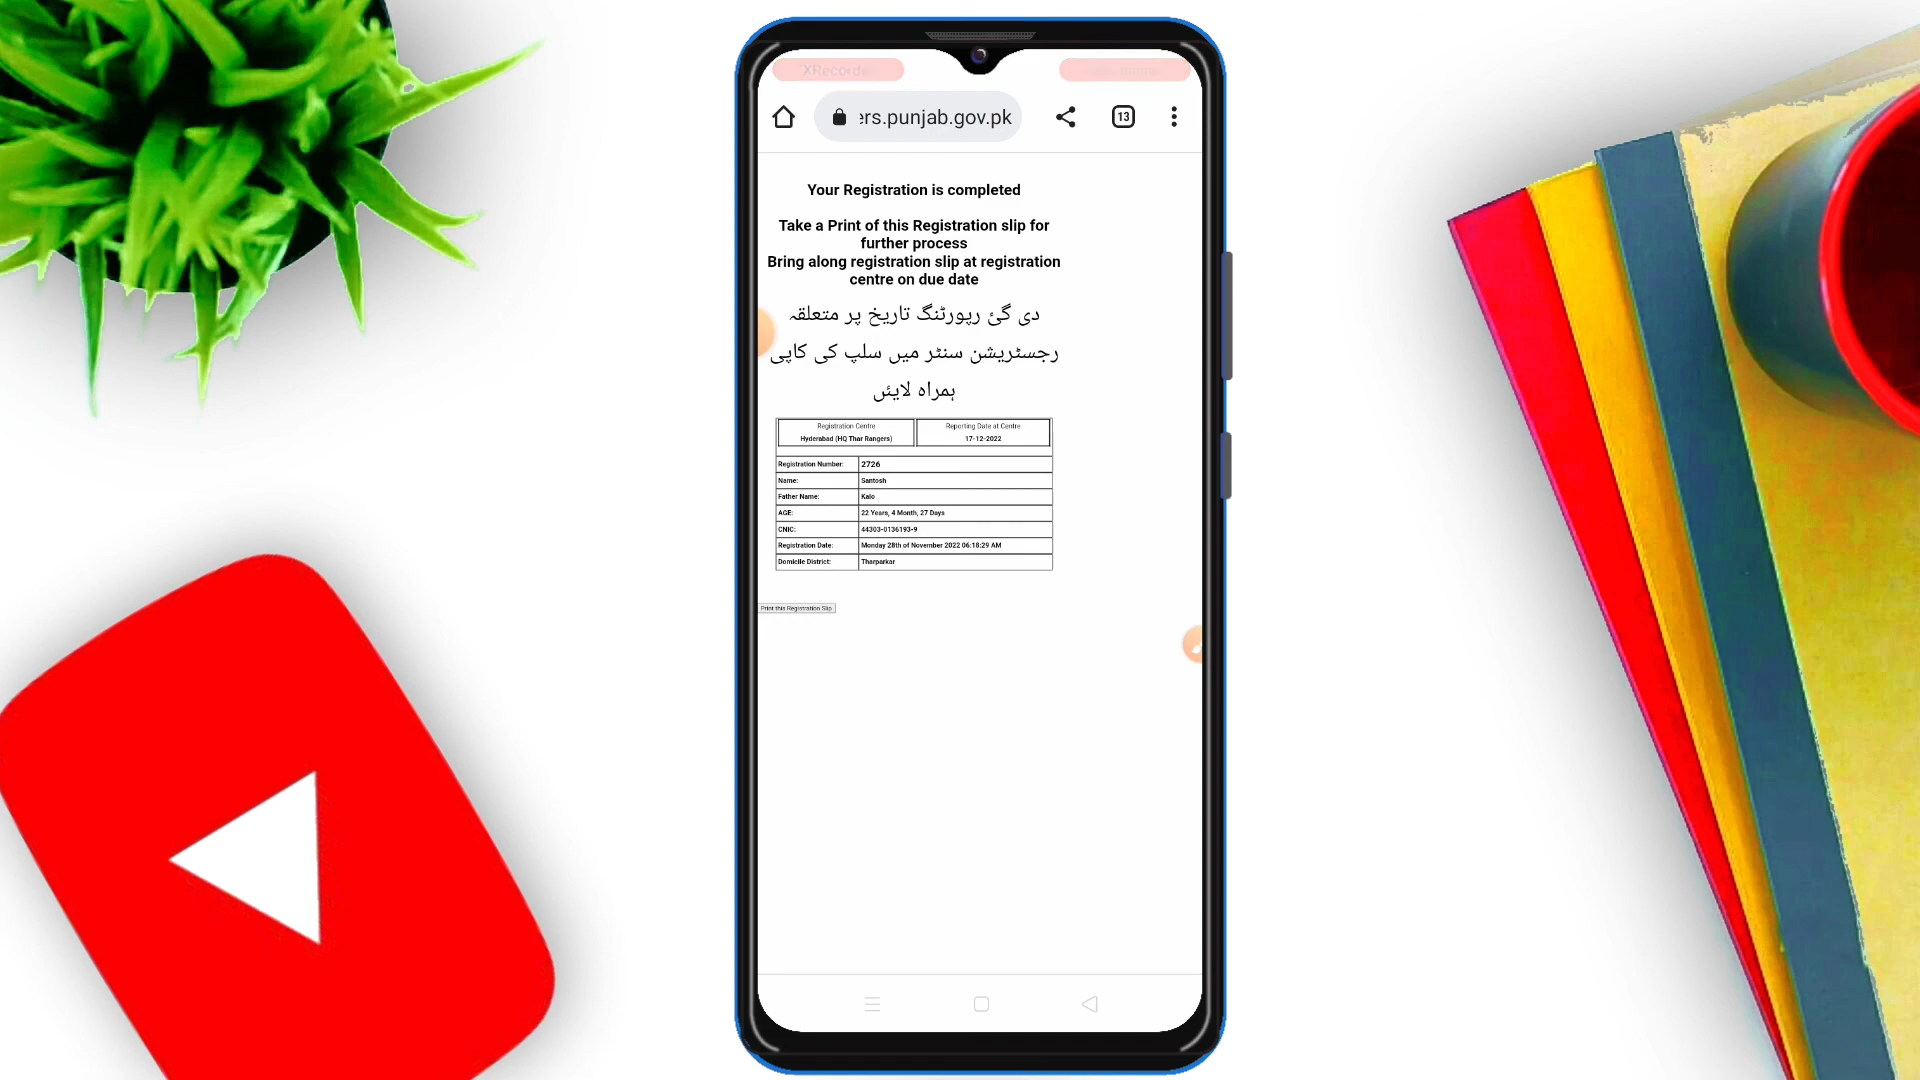 XRecorde
ers.punjab.gov.pk
13
Your Registration is completed
Take a Print of this Registration slip for
further process
Bring along registration slip at registration
centre on due date
دی گئ رپورٹنگ تاریخ پر متعلقہ
رجسٹریشن سنٹر میں سلپ کی کاپی
ہمراہ لایئں
Registration Centre
Hyderabad (HQ Thar Rangers)
Reporting Date at Centre
17-12-2022
Registration Number: 2726
Name: Santosh
Father Name: Kalo
AGE: 22 Years, 4 Month, 27 Days
CNIC: 44303-0136193-9
Registration Date: Monday 28th of November 2022 06:18:29 AM
Domicile District: Tharparkar
Print this Registration Slip